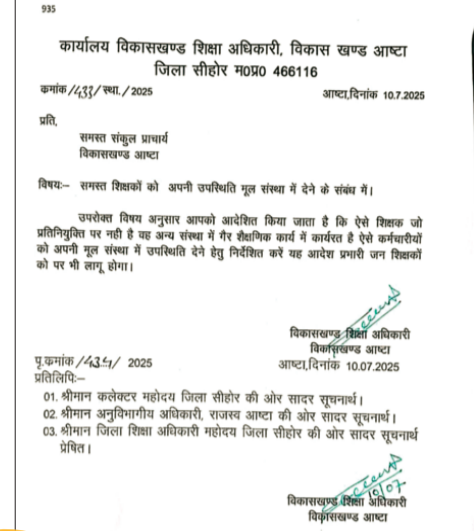 935
कार्यालय विकासखण्ड शिक्षा अधिकारी, विकास खण्ड आष्टा
जिला सीहोर म0प्र0 466116
कमांक /433/ स्था. / 2025 आष्टा,दिनांक 10.7.2025
प्रति,
समस्त संकुल प्राचार्य
विकासखण्ड आष्टा
विषयः– समस्त शिक्षकों को अपनी उपस्थिति मूल संस्था में देने के संबंध में।
उपरोक्त विषय अनुसार आपको आदेशित किया जाता है कि ऐसे शिक्षक जो
प्रतिनियुक्ति पर नही है वह अन्य संस्था में गैर शैक्षणिक कार्य में कार्यरत है ऐसे कर्मचारीयों
को अपनी मूल संस्था में उपस्थिति देने हेतु निर्देशित करें यह आदेश प्रभारी जन शिक्षकों
को पर भी लागू होगा।
विकासखण्ड शिक्षा अधिकारी
विकासखण्ड आष्टा
पृ.कमांक /434/ 2025 आष्टा,दिनांक 10.07.2025
प्रतिलिपिः–
01. श्रीमान कलेक्टर महोदय जिला सीहोर की ओर सादर सूचनार्थ।
02. श्रीमान अनुविभागीय अधिकारी, राजस्व आष्टा की ओर सादर सूचनार्थ।
03. श्रीमान जिला शिक्षा अधिकारी महोदय जिला सीहोर की ओर सादर सूचनार्थ
प्रेषित।
10/07
विकासखण्ड शिक्षा अधिकारी
विकासखण्ड आष्टा